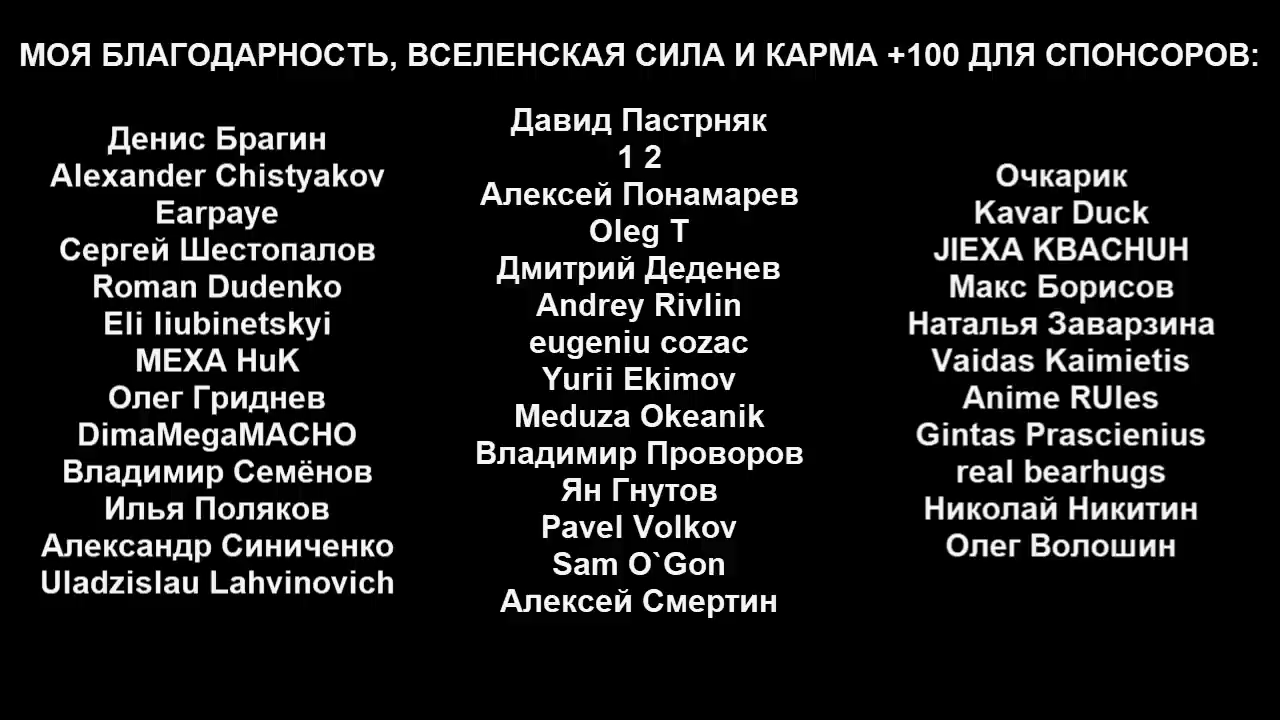 МОЯ БЛАГОДАРНОСТЬ, ВСЕЛЕНСКАЯ СИЛА И КАРМА +100 ДЛЯ СПОНСОРОВ:
Денис Брагин
Alexander Chistyakov
Earpaye
Сергей Шестопалов
Roman Dudenko
Eli liubinetskyi
MEXA HuK
Олег Гриднев
DimaMegaMACHO
Владимир Семёнов
Илья Поляков
Александр Синиченко
Uladzislau Lahvinovich
Давид Пастрняк
1 2
Алексей Понамарев
Oleg T
Дмитрий Деденев
Andrey Rivlin
eugeniu cozac
Yurii Ekimov
Meduza Okeanik
Владимир Проворов
Ян Гнутов
Pavel Volkov
Sam O`Gon
Алексей Смертин
Очкарик
Kavar Duck
JIEXA KBACHUH
Макс Борисов
Наталья Заварзина
Vaidas Kaimietis
Anime RUles
Gintas Prascienius
real bearhugs
Николай Никитин
Олег Волошин